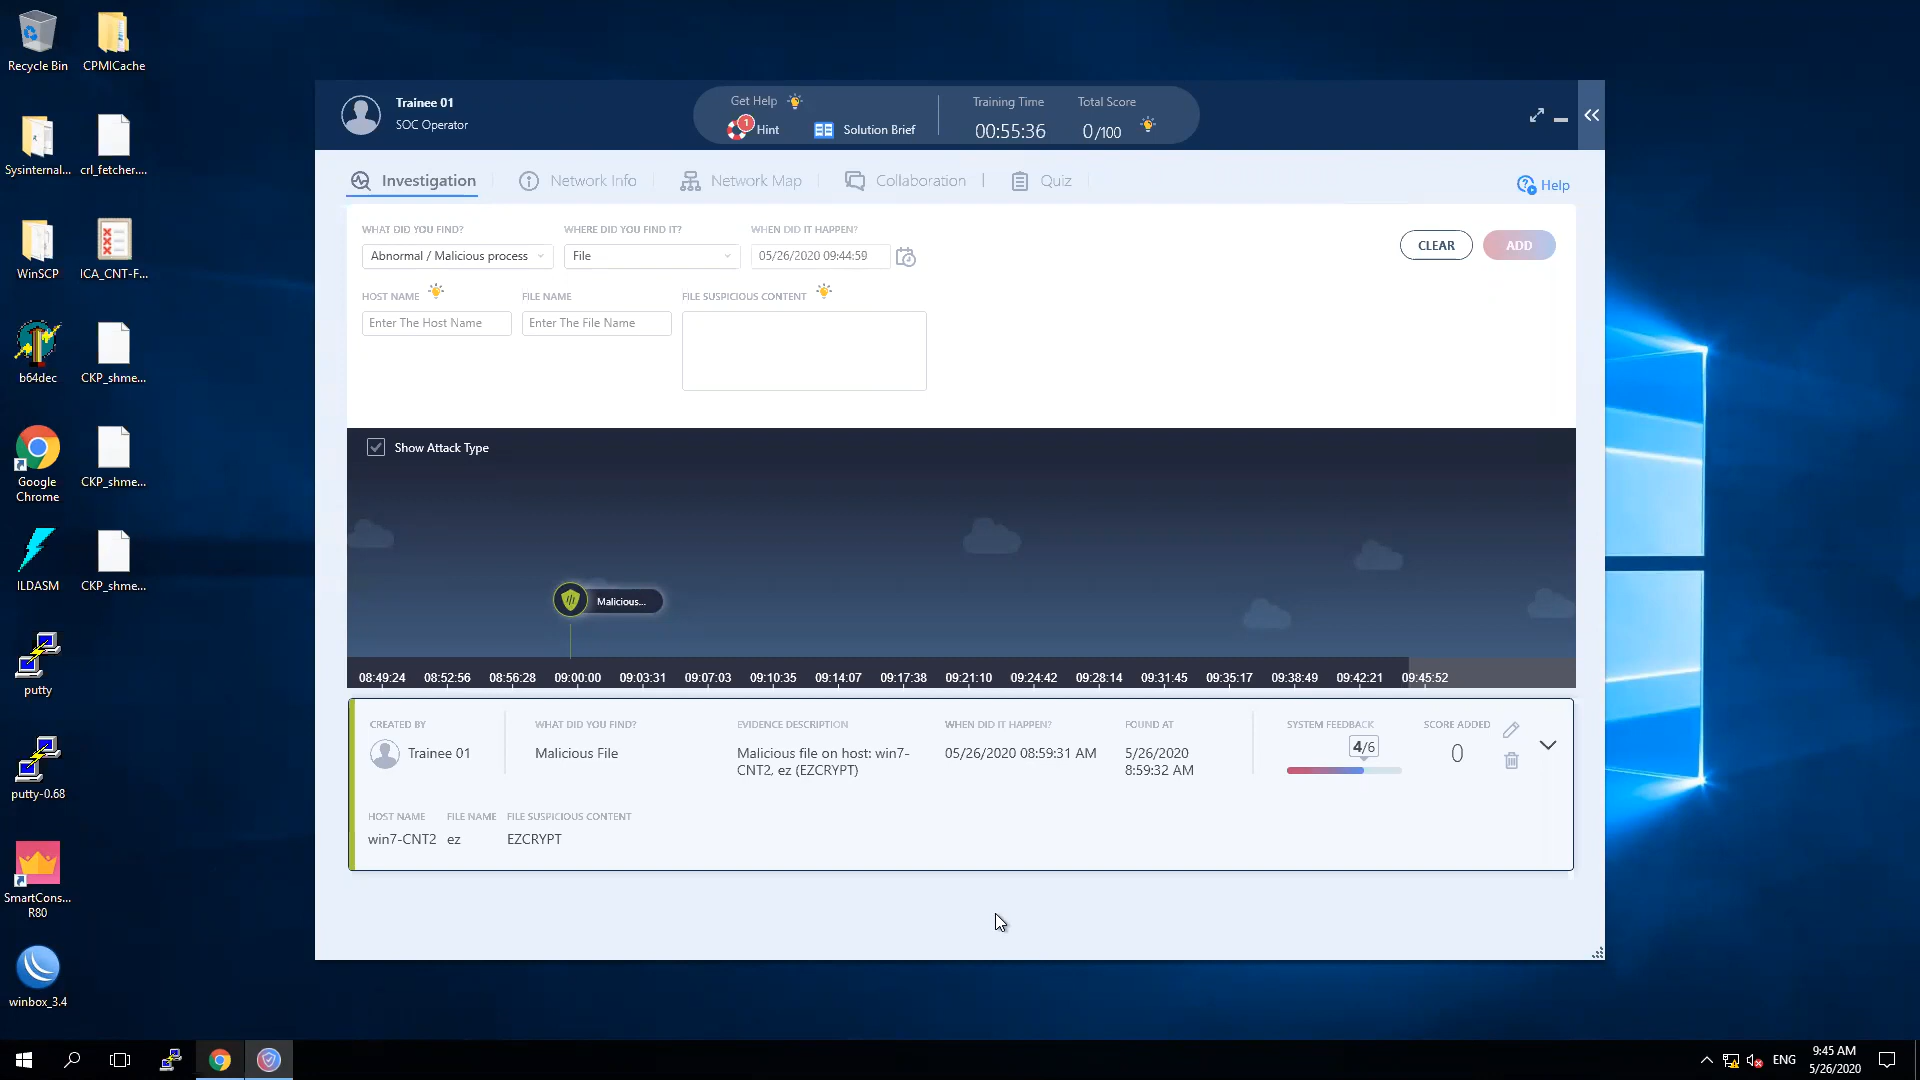 Recycle Bin
CPMICache
Sysinternal...
crl_fetcher....
WinSCP
ICA_CNT-F...
b64dec
CKP_shme...
Google
Chrome
CKP_shme...
ILDASM
CKP_shme...
putty
putty-0.68
SmartCons...
R80
winbox_3.4
Trainee 01
SOC Operator
Get Help
1
Hint
Solution Brief
Training Time
00:55:36
Total Score
0/100
Investigation
Network Info
Network Map
Collaboration
Quiz
Help
WHAT DID YOU FIND?
WHERE DID YOU FIND IT?
WHEN DID IT HAPPEN?
Abnormal / Malicious process
File
05/26/2020 09:44:59
CLEAR
ADD
HOST NAME
FILE NAME
FILE SUSPICIOUS CONTENT
Enter The Host Name
Enter The File Name
Show Attack Type
Malicious...
08:49:24 08:52:56 08:56:28 09:00:00 09:03:31 09:07:03 09:10:35 09:14:07 09:17:38 09:21:10 09:24:42 09:28:14 09:31:45 09:35:17 09:38:49 09:42:21 09:45:52
CREATED BY
Trainee 01
WHAT DID YOU FIND?
Malicious File
EVIDENCE DESCRIPTION
Malicious file on host: win7-
CNT2, ez (EZCRYPT)
WHEN DID IT HAPPEN?
05/26/2020 08:59:31 AM
FOUND AT
5/26/2020
8:59:32 AM
SYSTEM FEEDBACK
4/6
SCORE ADDED
0
HOST NAME
FILE NAME
FILE SUSPICIOUS CONTENT
win7-CNT2
ez
EZCRYPT
ENG
9:45 AM
5/26/2020